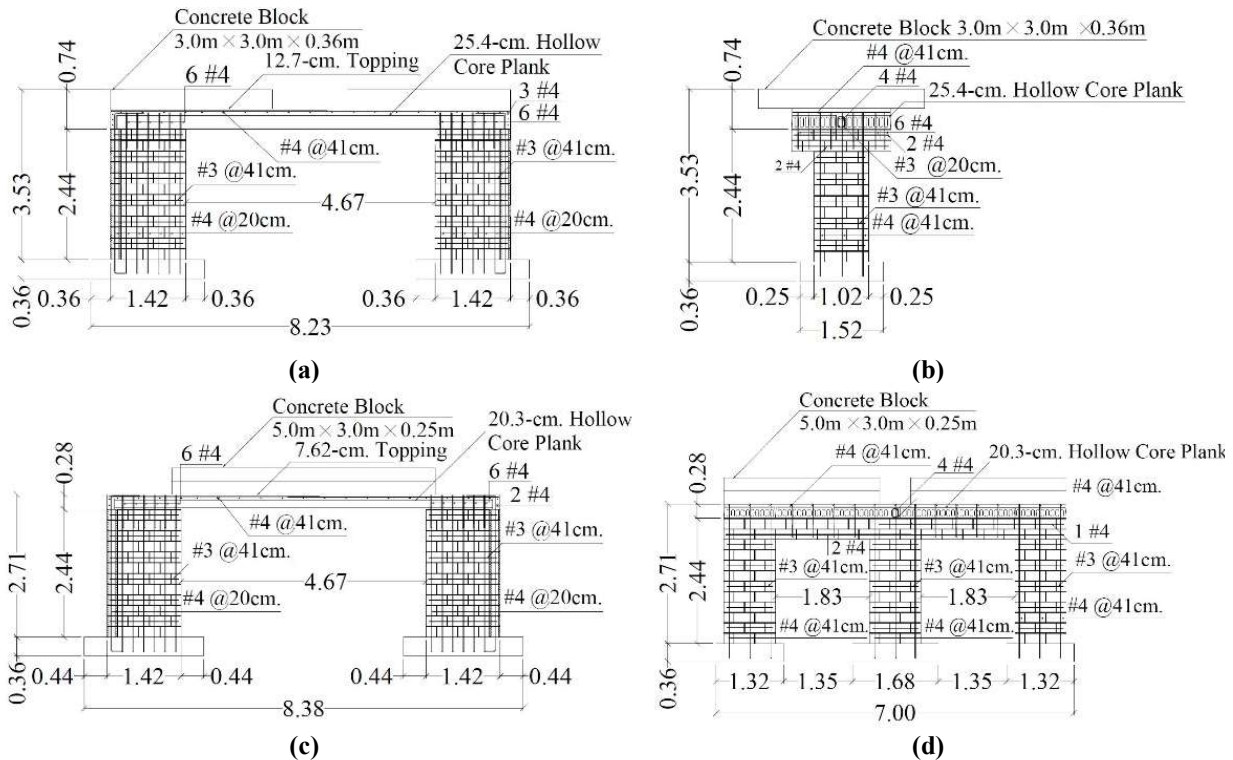 Concrete Block
3.0m × 3.0m × 0.36m
12.7-cm. Topping
6 #4
25.4-cm. Hollow
Core Plank
3 #4
6 #4
#4 @41cm.
#3 @41cm.
#3 @41cm.
4.67
#4 @20cm.
#4 @20cm.
0.74
3.53
2.44
0.36
0.36
1.42
0.36
0.36
1.42
0.36
8.23
(a)
Concrete Block 3.0m × 3.0m ×0.36m
#4 @41cm.
4 #4
25.4-cm. Hollow Core Plank
6 #4
2 #4
2 #4
#3 @20cm.
#3 @41cm.
#4 @41cm.
0.74
3.53
2.44
0.36
0.25
1.02
0.25
1.52
(b)
Concrete Block
5.0m × 3.0m × 0.25m
7.62-cm. Topping
6 #4
20.3-cm. Hollow
Core Plank
6 #4
2 #4
#4 @41cm.
#3 @41cm.
#3 @41cm.
4.67
#4 @20cm.
#4 @20cm.
0.28
2.71
2.44
0.36
0.44
1.42
0.44
0.44
1.42
0.44
8.38
(c)
Concrete Block
5.0m × 3.0m × 0.25m
#4 @41cm.
4 #4
20.3-cm. Hollow Core Plank
#4 @41cm.
1 #4
2 #4
#3 @41cm.
#3 @41cm.
#3 @41cm.
1.83
1.83
#4 @41cm.
#4 @41cm.
#4 @41cm.
0.28
2.71
2.44
0.36
1.32
1.35
1.68
1.35
1.32
7.00
(d)